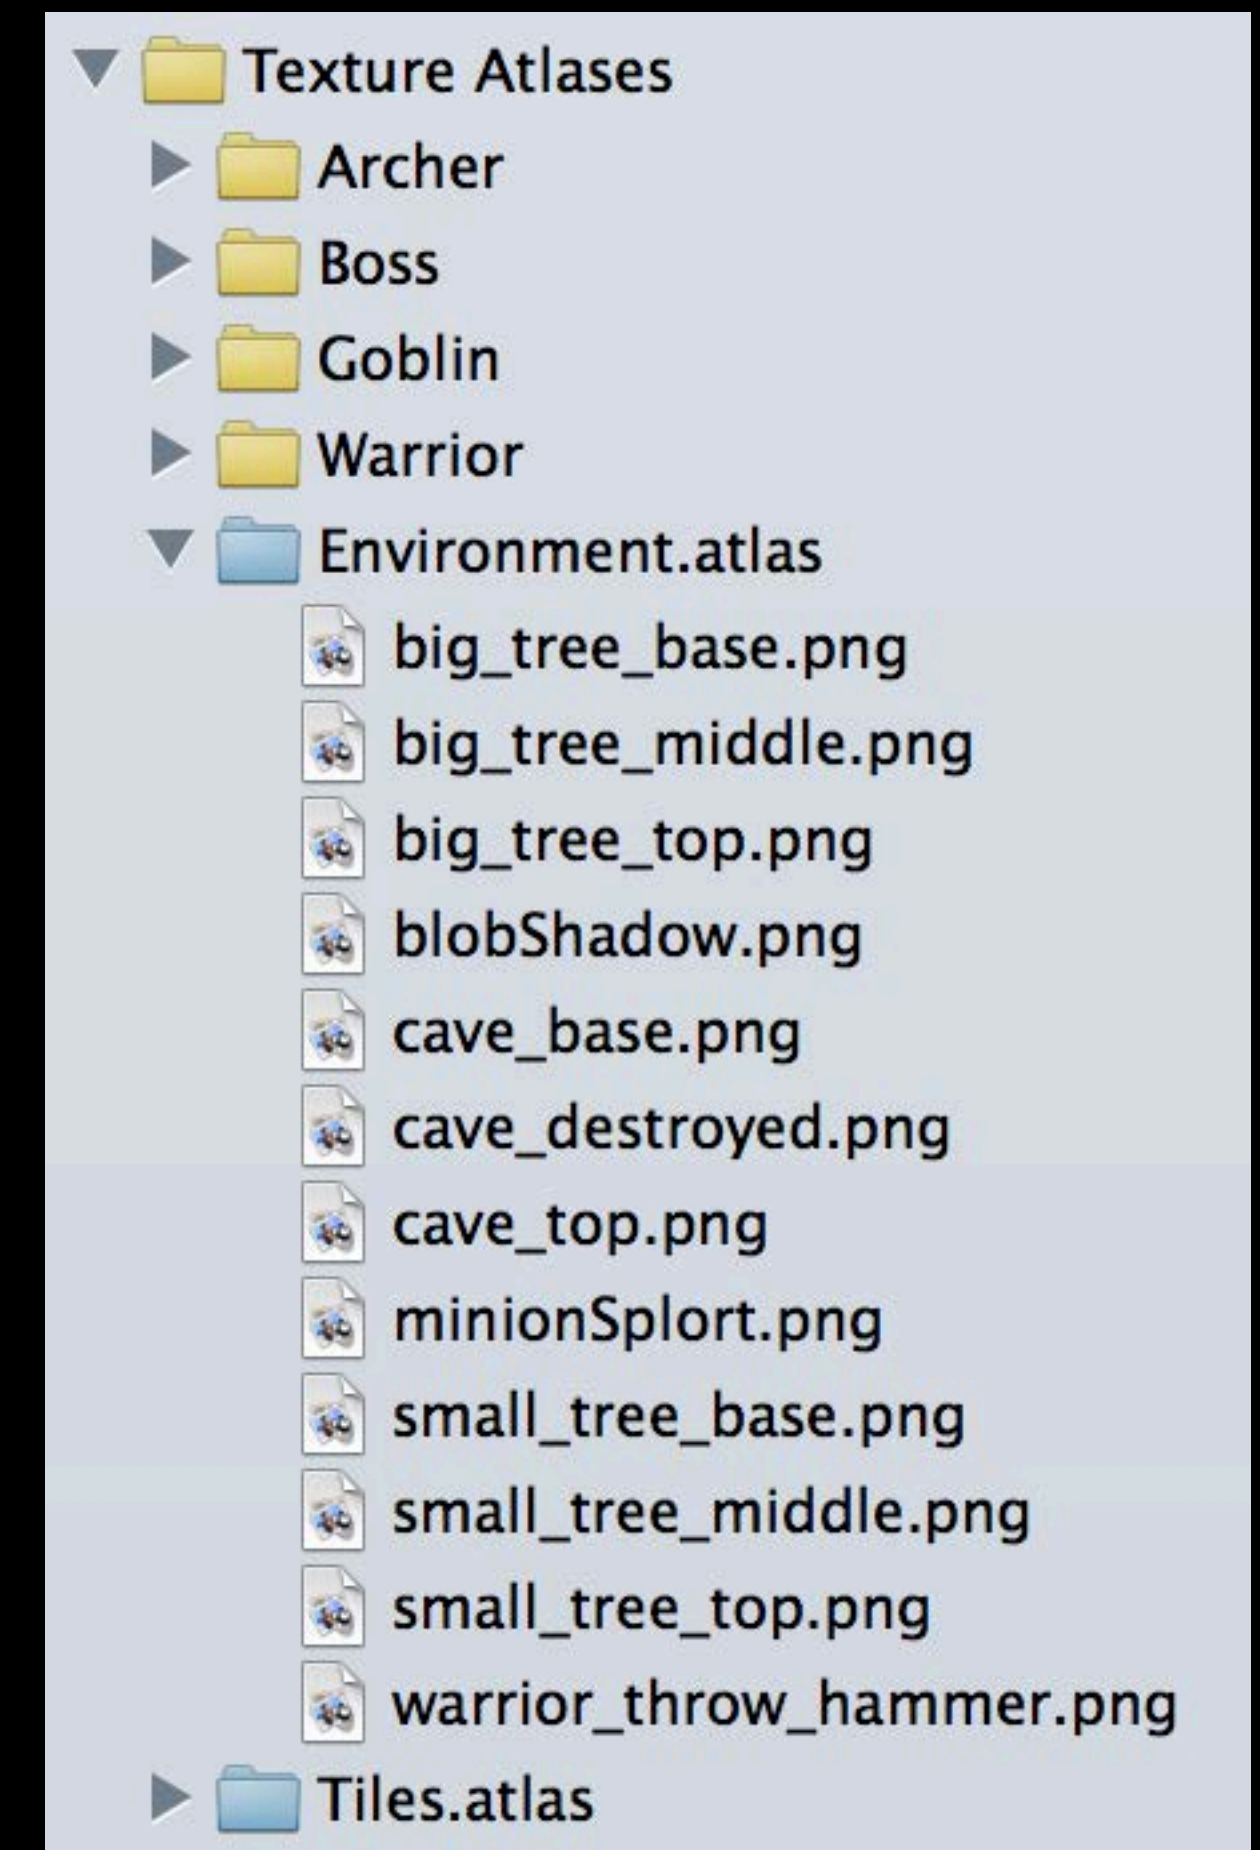 Texture Atlases
Archer
Boss
Goblin
Warrior
Environment.atlas
big_tree_base.png
big_tree_middle.png
big_tree_top.png
blobShadow.png
cave_base.png
cave_destroyed.png
cave_top.png
minionSplort.png
small_tree_base.png
small_tree_middle.png
small_tree_top.png
warrior_throw_hammer.png
Tiles.atlas